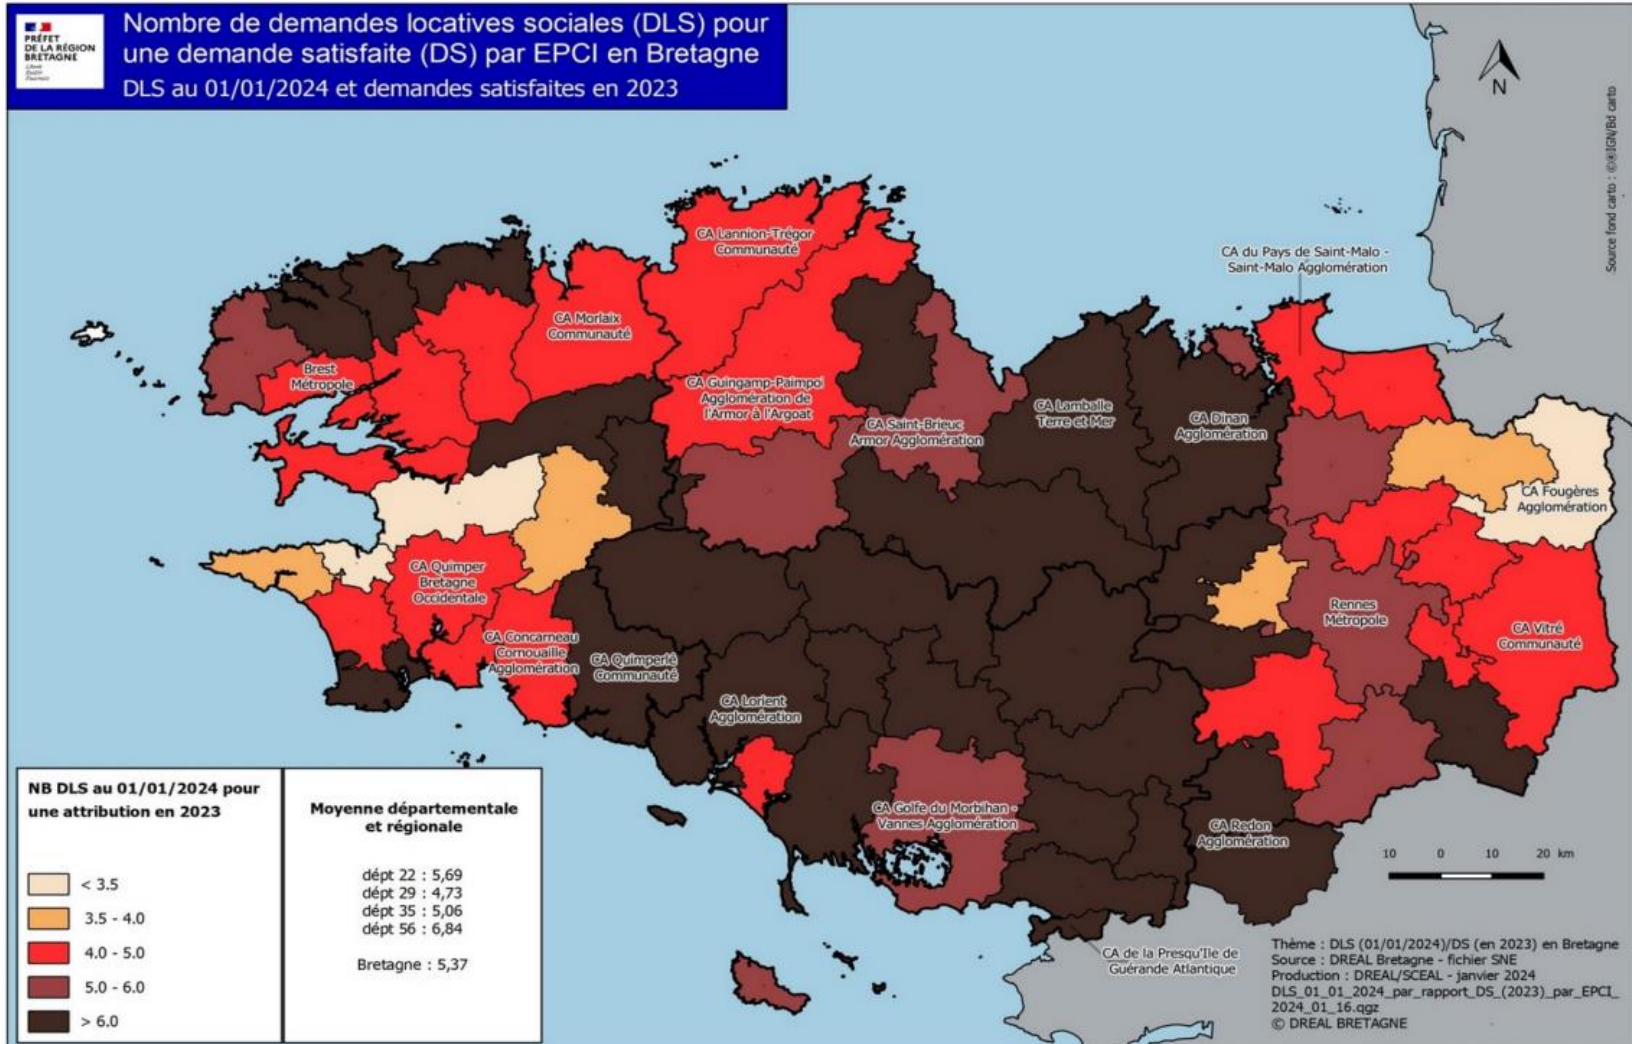 PRÉFET
DE LA RÉGION
BRETAGNE
Liberté
Égalité
Fraternité
Nombre de demandes locatives sociales (DLS) pour
une demande satisfaite (DS) par EPCI en Bretagne
DLS au 01/01/2024 et demandes satisfaites en 2023
N
Source fond carto : ©®IGN/Bd carto
CA Lannion-Trégor
Communauté
CA du Pays de Saint-Malo -
Saint-Malo Agglomération
CA Morlaix
Communauté
Brest
Métropole
CA Guingamp-Paimpol
Agglomération de
l'Armor à l'Argoat
CA Saint-Brieuc
Armor Agglomération
CA Lamballe
Terre et Mer
CA Dinan
Agglomération
CA Fougères
Agglomération
CA Quimper
Bretagne
Occidentale
Rennes
Métropole
CA Vitré
Communauté
CA Concarneau
Cornouaille
Agglomération
CA Quimperlé
Communauté
CA Lorient
Agglomération
CA Golfe du Morbihan -
Vannes Agglomération
CA Redon
Agglomération
CA de la Presqu'Ile de
Guérande Atlantique
NB DLS au 01/01/2024 pour
une attribution en 2023
< 3.5
3.5 - 4.0
4.0 - 5.0
5.0 - 6.0
> 6.0
Moyenne départementale
et régionale
dépt 22 : 5,69
dépt 29 : 4,73
dépt 35 : 5,06
dépt 56 : 6,84
Bretagne : 5,37
10 0 10 20 km
Thème : DLS (01/01/2024)/DS (en 2023) en Bretagne
Source : DREAL Bretagne - fichier SNE
Production : DREAL/SCEAL - janvier 2024
DLS_01_01_2024_par_rapport_DS_(2023)_par_EPCI_
2024_01_16.qgz
© DREAL BRETAGNE